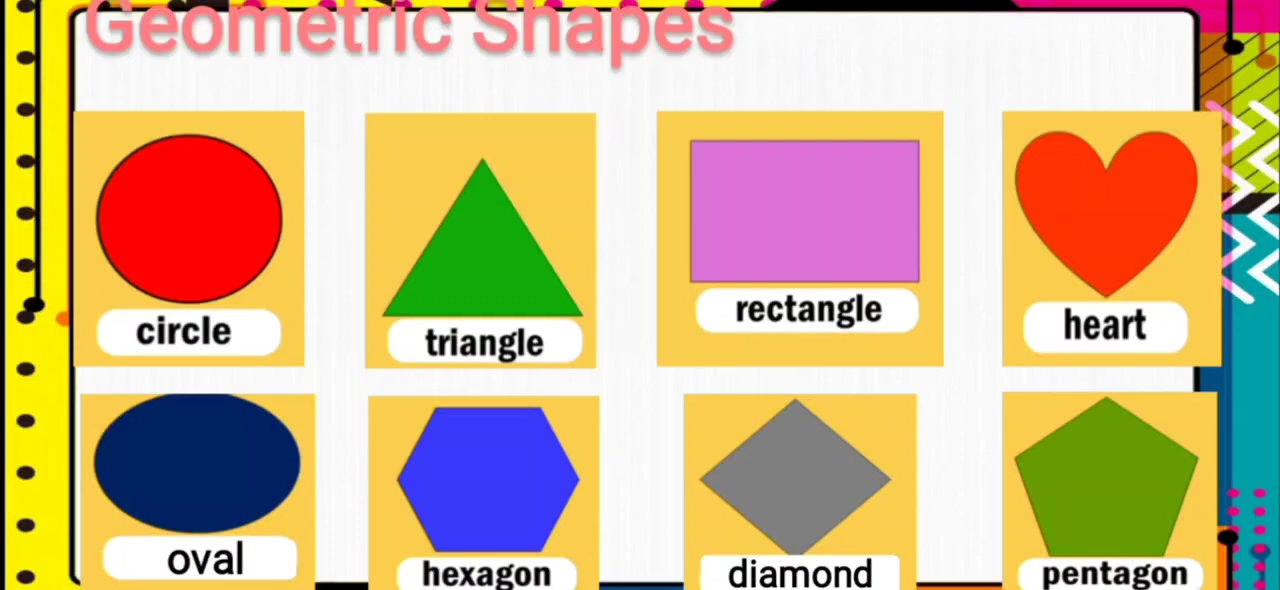 Geometric Shapes
circle
triangle
rectangle
heart
oval
hexagon
diamond
pentagon